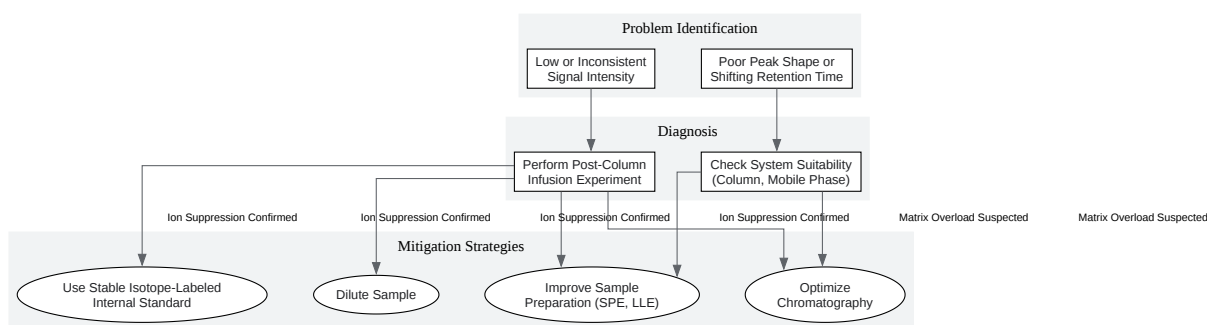 Problem Identification
Low or Inconsistent
Signal Intensity
Poor Peak Shape or
Shifting Retention Time
Diagnosis
Perform Post-Column
Infusion Experiment
Check System Suitability
(Column, Mobile Phase)
Ion Suppression Confirmed
Ion Suppression Confirmed
Ion Suppression Confirmed
Ion Suppression Confirmed
Matrix Overload Suspected
Matrix Overload Suspected
Mitigation Strategies
Use Stable Isotope-Labeled
Internal Standard
Dilute Sample
Improve Sample
Preparation (SPE, LLE)
Optimize
Chromatography